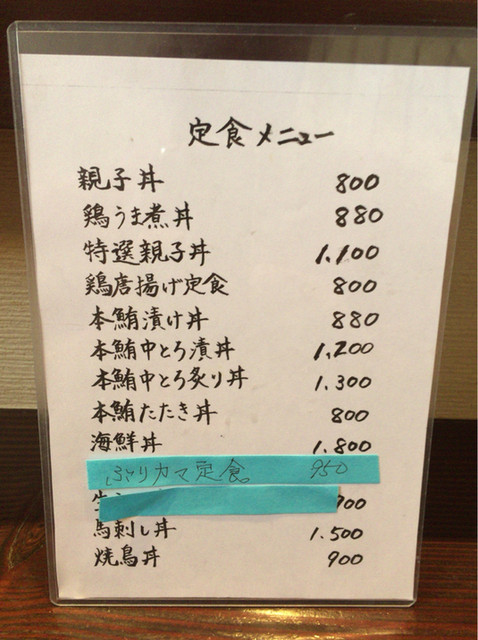 定食メニュー
親子丼 800
鶏うま煮丼 880
特選親子丼 1.100
鶏唐揚げ定食 800
本鮪漬け丼 880
本鮪中とろ漬丼 1.200
本鮪中とろ炙り丼 1.300
本鮪たたき丼 800
海鮮丼 1.800
ぶりカマ定食。 950
900
馬刺し丼 1.500
焼鳥丼 900